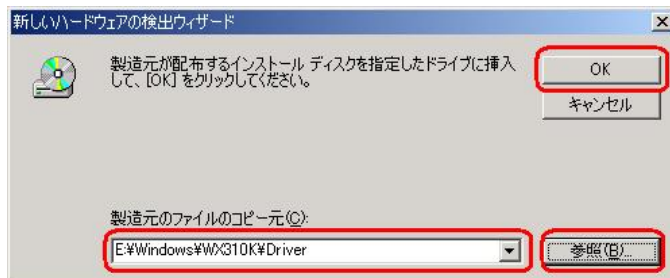 新しいハードウェアの検出ウィザード
製造元が配布するインストール ディスクを指定したドライブに挿入
して、[OK] をクリックしてください。
OK
キャンセル
製造元のファイルのコピー元(C):
E:¥Windows¥WX310K¥Driver
参照(B)...